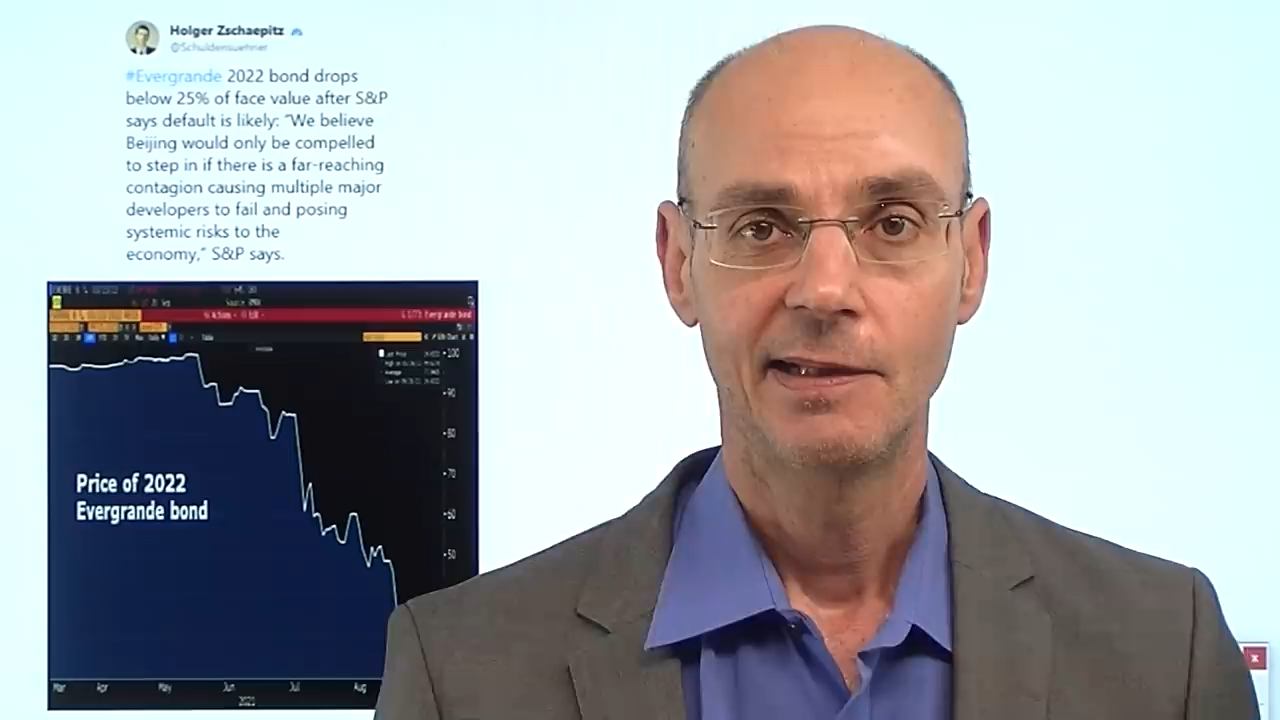 Holger Zschaepitz
@Schuldensuehner
#Evergrande 2022 bond drops
below 25% of face value after S&P
says default is likely: "We believe
Beijing would only be compelled
to step in if there is a far-reaching
contagion causing multiple major
developers to fail and posing
systemic risks to the
economy," S&P says.
Evergrande bond
100
90
80
70
60
50
Price of 2022
Evergrande bond
Mar Apr May Jun Jul Aug
2021
x